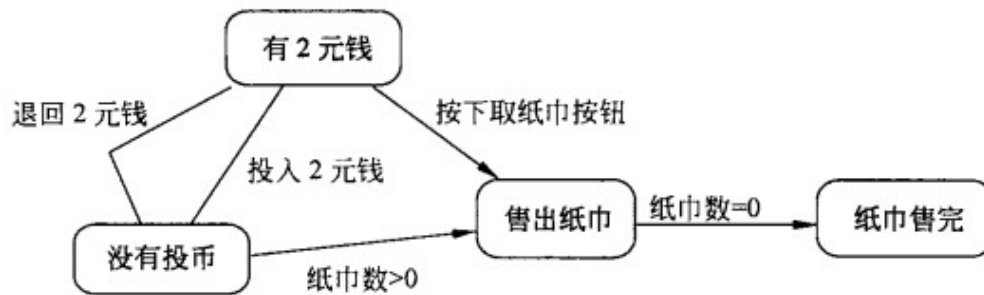 有 2 元钱
退回 2 元钱
按下取纸巾按钮
投入 2 元钱
售出纸巾
纸巾数=0
纸巾售完
没有投币
纸巾数>0